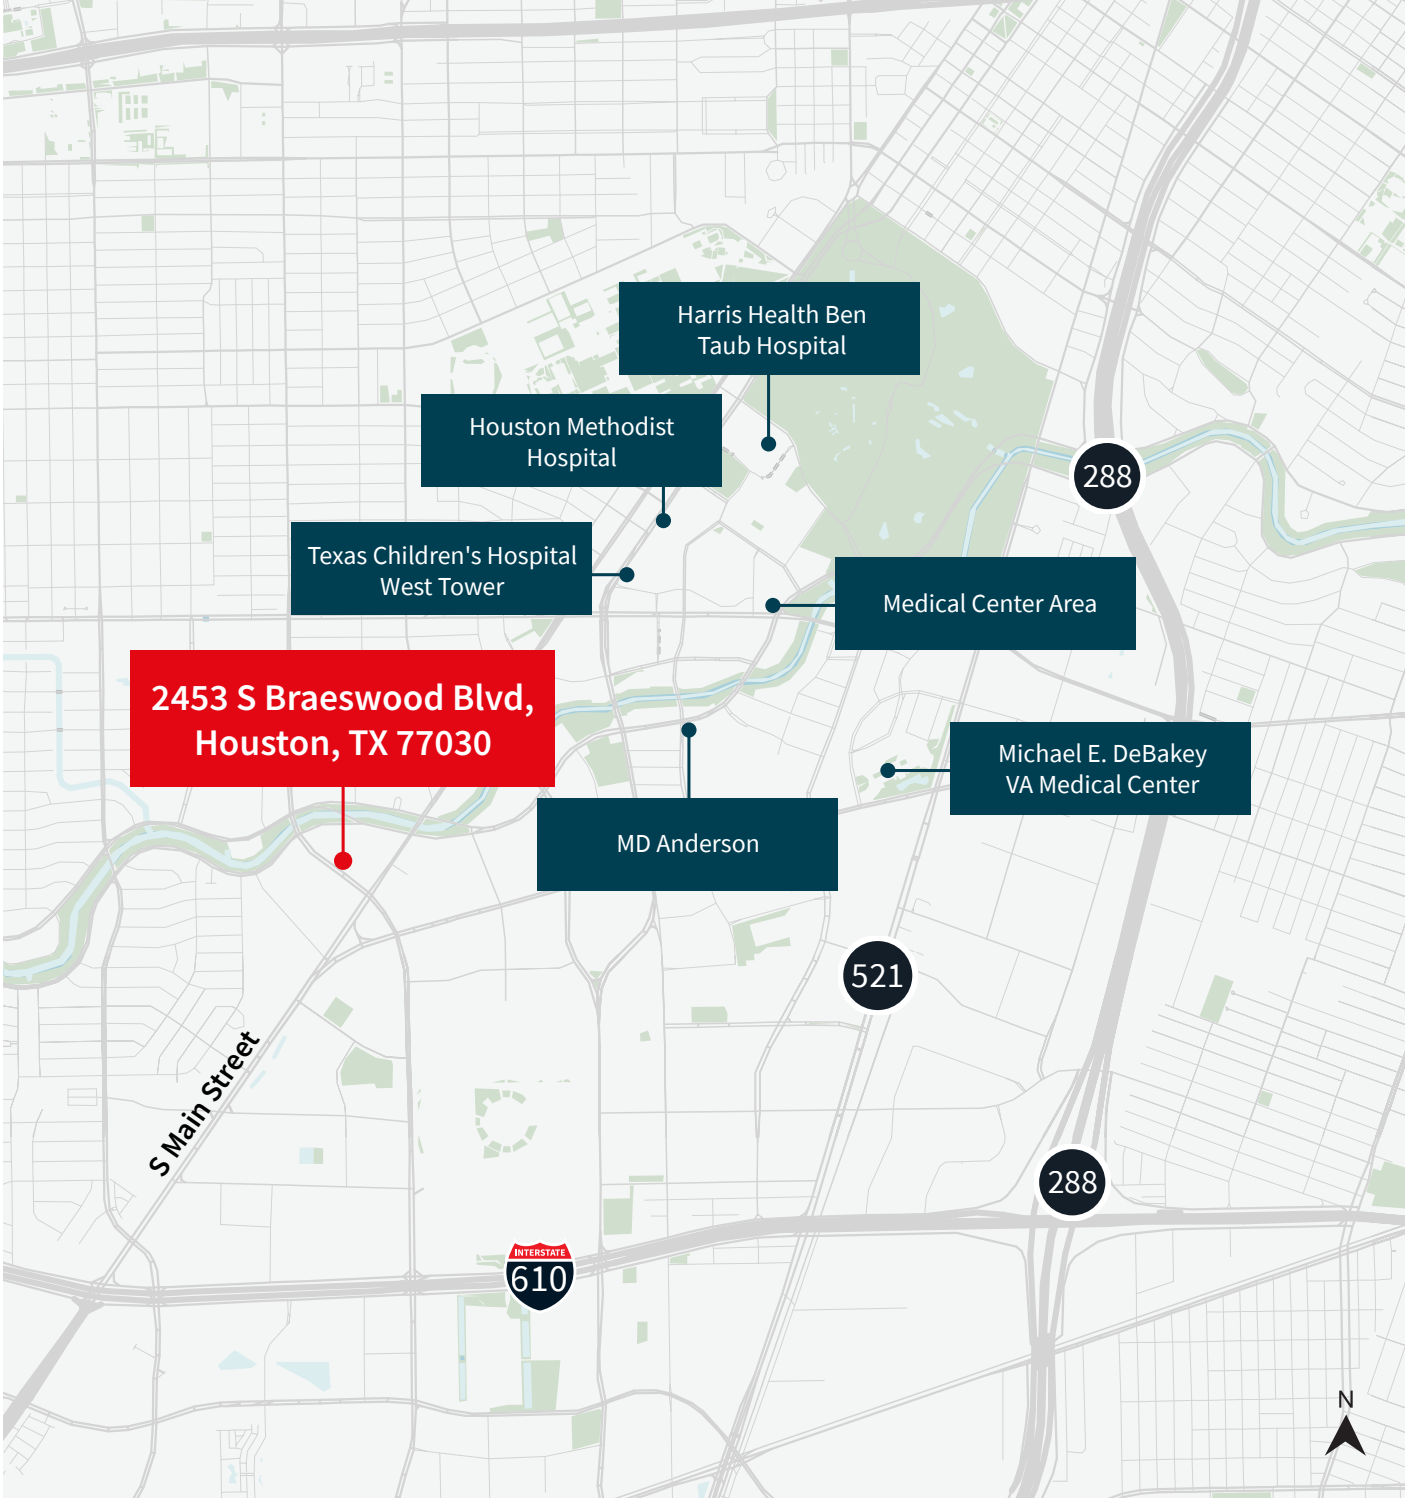 Harris Health Ben
Taub Hospital
Houston Methodist
Hospital
288
Texas Children's Hospital
West Tower
Medical Center Area
2453 S Braeswood Blvd,
Houston, TX 77030
Michael E. DeBakey
VA Medical Center
MD Anderson
521
S Main Street
288
INTERSTATE
610
N